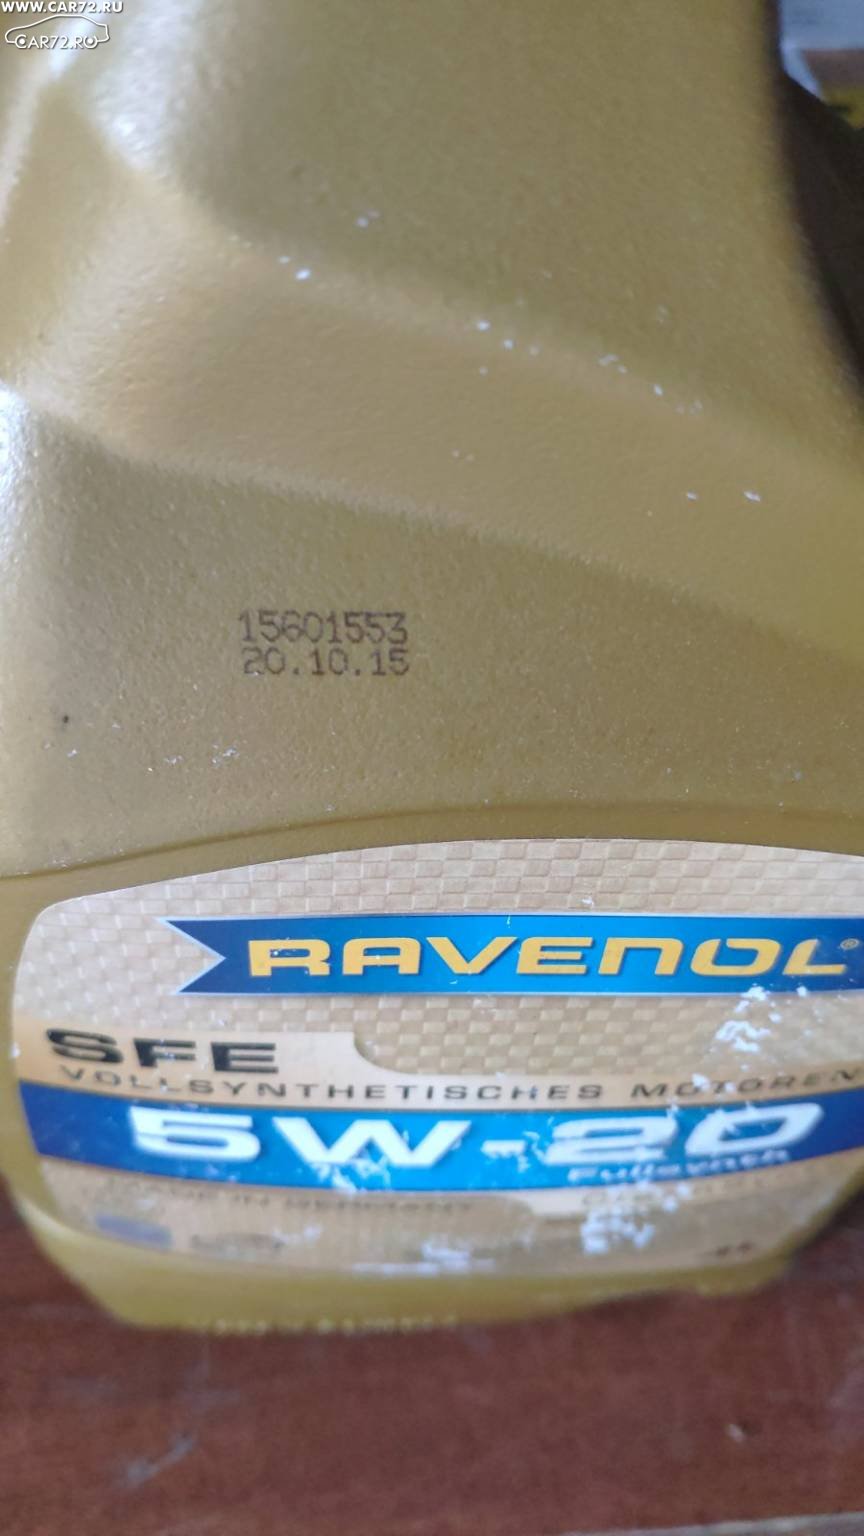 WWW.CAR72.RU
CAR72.RU
15601553
20.10.15
RAVENOL®
SFE
VOLLSYNTHETISCHES MOTOREN
5W-20